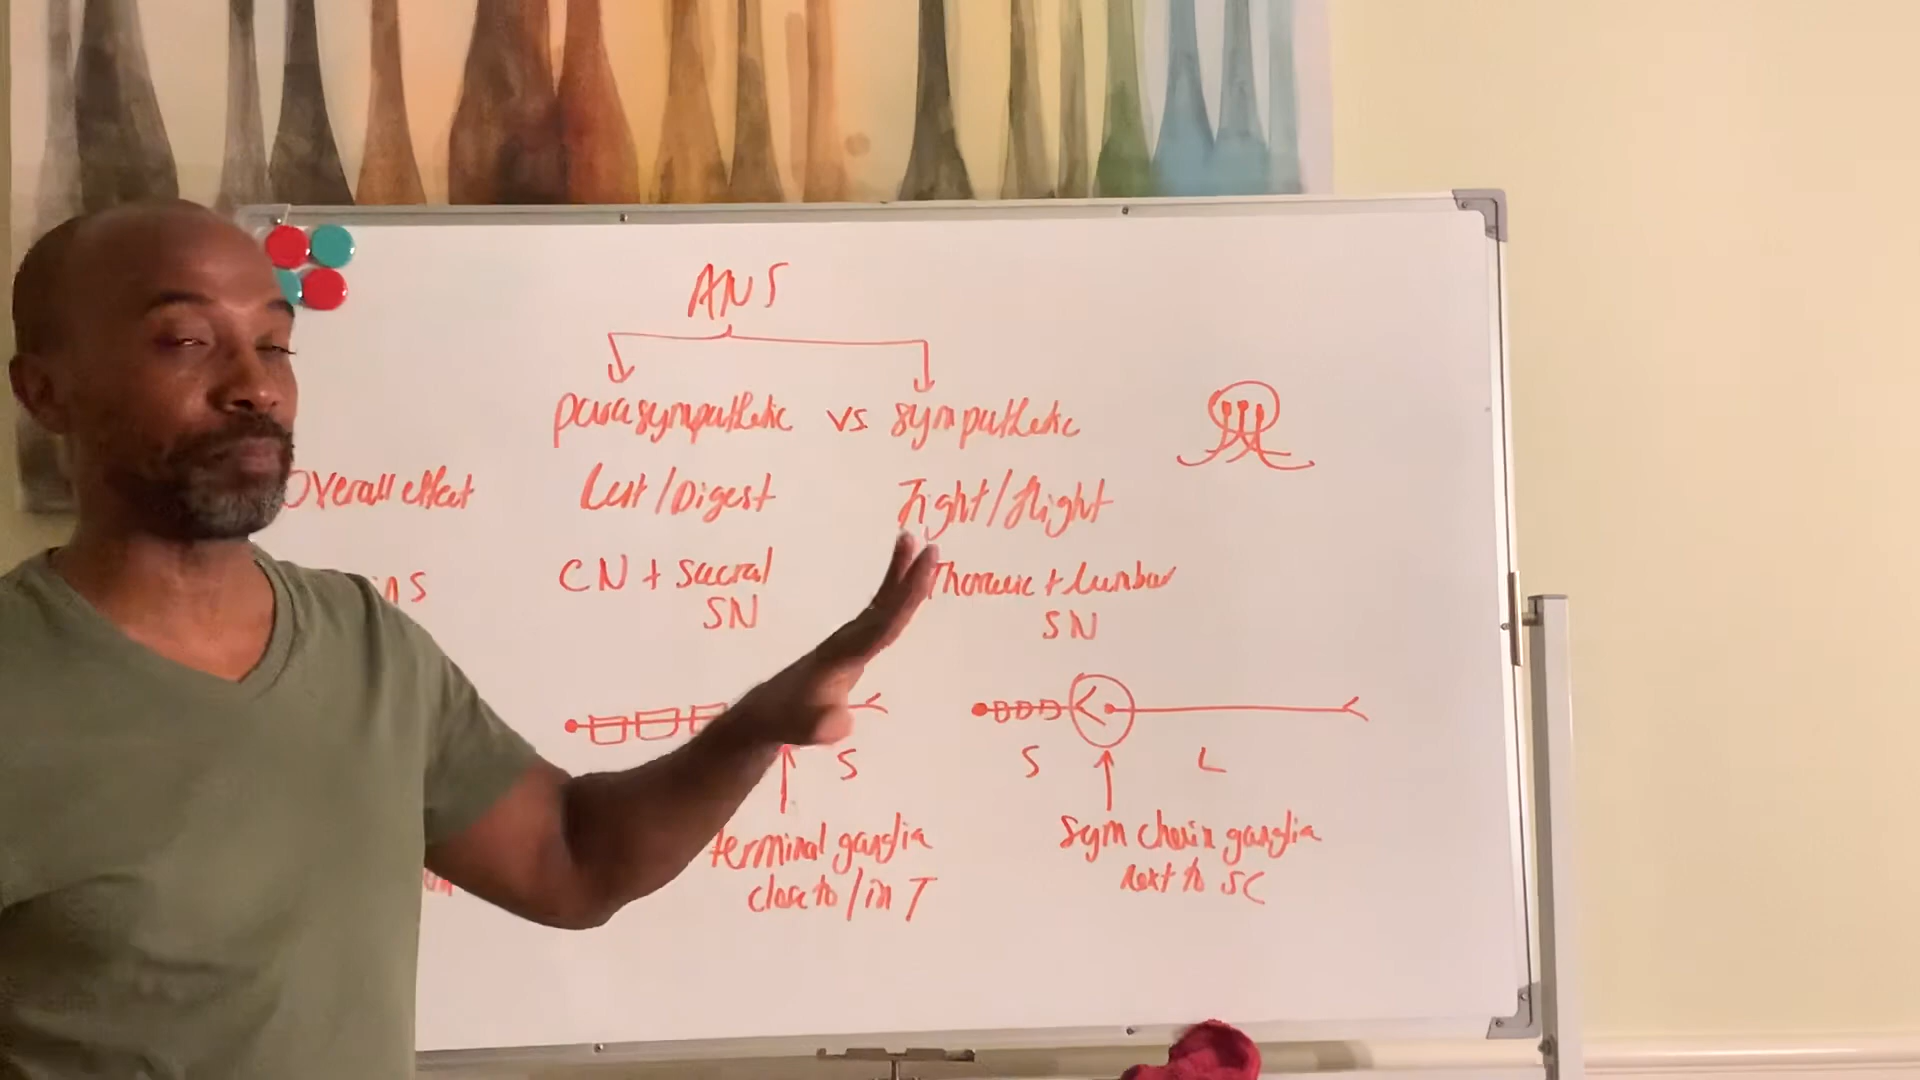 ANS
parasympathetic vs sympathetic
Overall effect Rest/Digest Fight/flight
CN + Sacral Thoracic + lumbar
SN SN
S S L
terminal ganglia sym chain ganglia
close to/in T next to SC